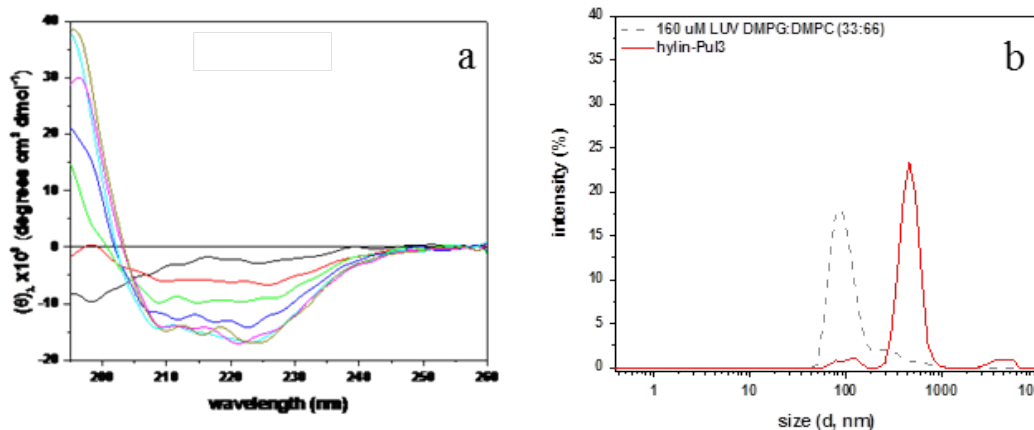 a
40
30
20
10
0
-10
-20
(θ)λ x10³ (degrees cm² dmol⁻¹)
200 210 220 230 240 250 260
wavelength (nm)
b
160 uM LUV DMPG:DMPC (33:66)
hylin-Pul3
40
35
30
25
20
15
10
5
0
intensity (%)
1 10 100 1000
size (d, nm)